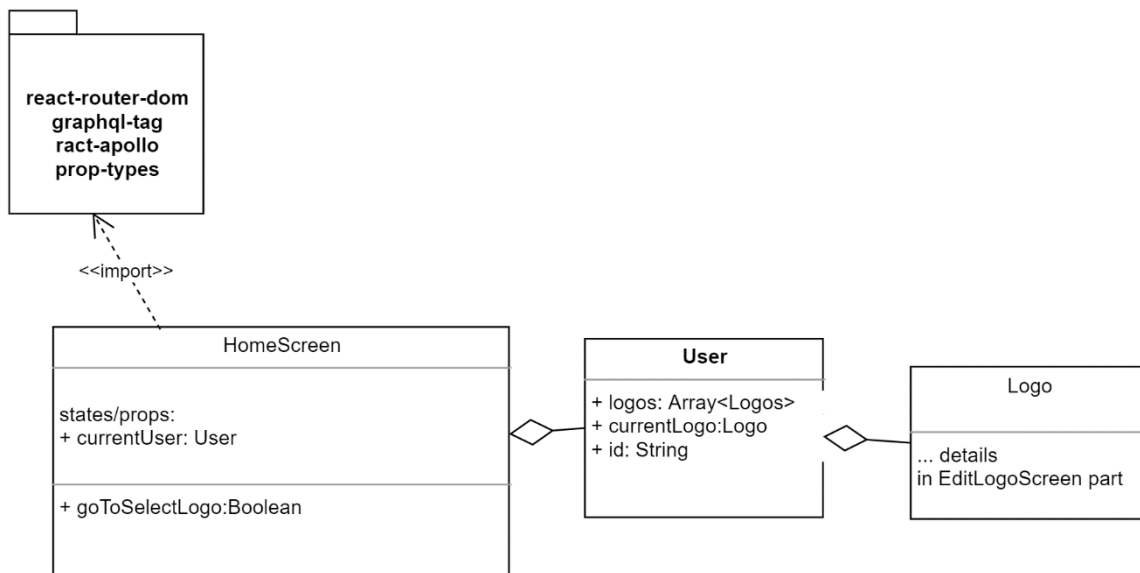 react-router-dom
graphql-tag
ract-apollo
prop-types
<<import>>
HomeScreen
states/props:
+ currentUser: User
+ goToSelectLogo:Boolean
User
+ logos: Array<Logos>
+ currentLogo:Logo
+ id: String
Logo
... details
in EditLogoScreen part